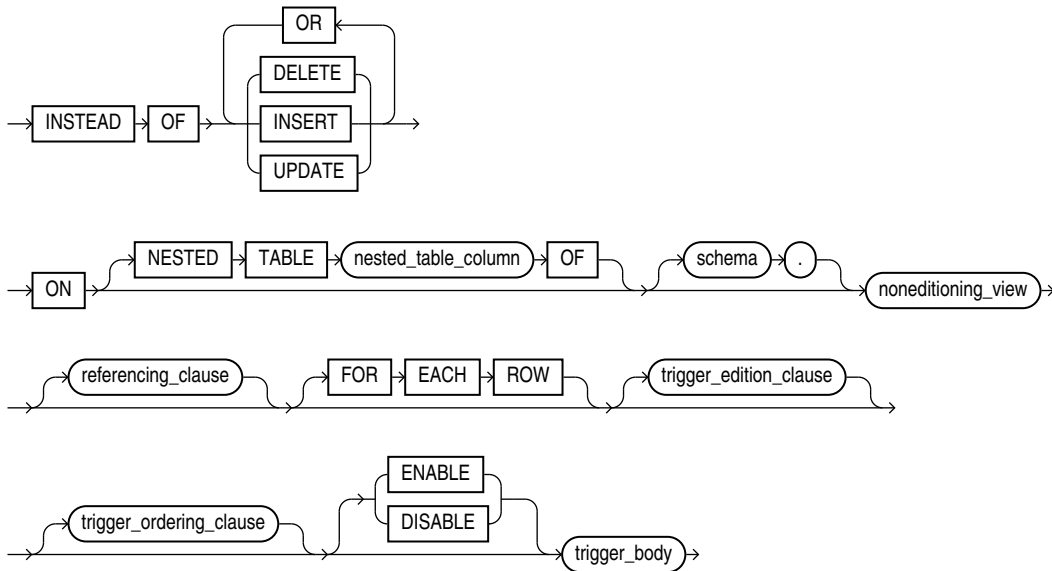 OR
DELETE
INSTEAD OF INSERT
UPDATE
NESTED TABLE nested_table_column OF schema .
ON noneditioning_view
referencing_clause FOR EACH ROW trigger_edition_clause
ENABLE
trigger_ordering_clause DISABLE
trigger_body